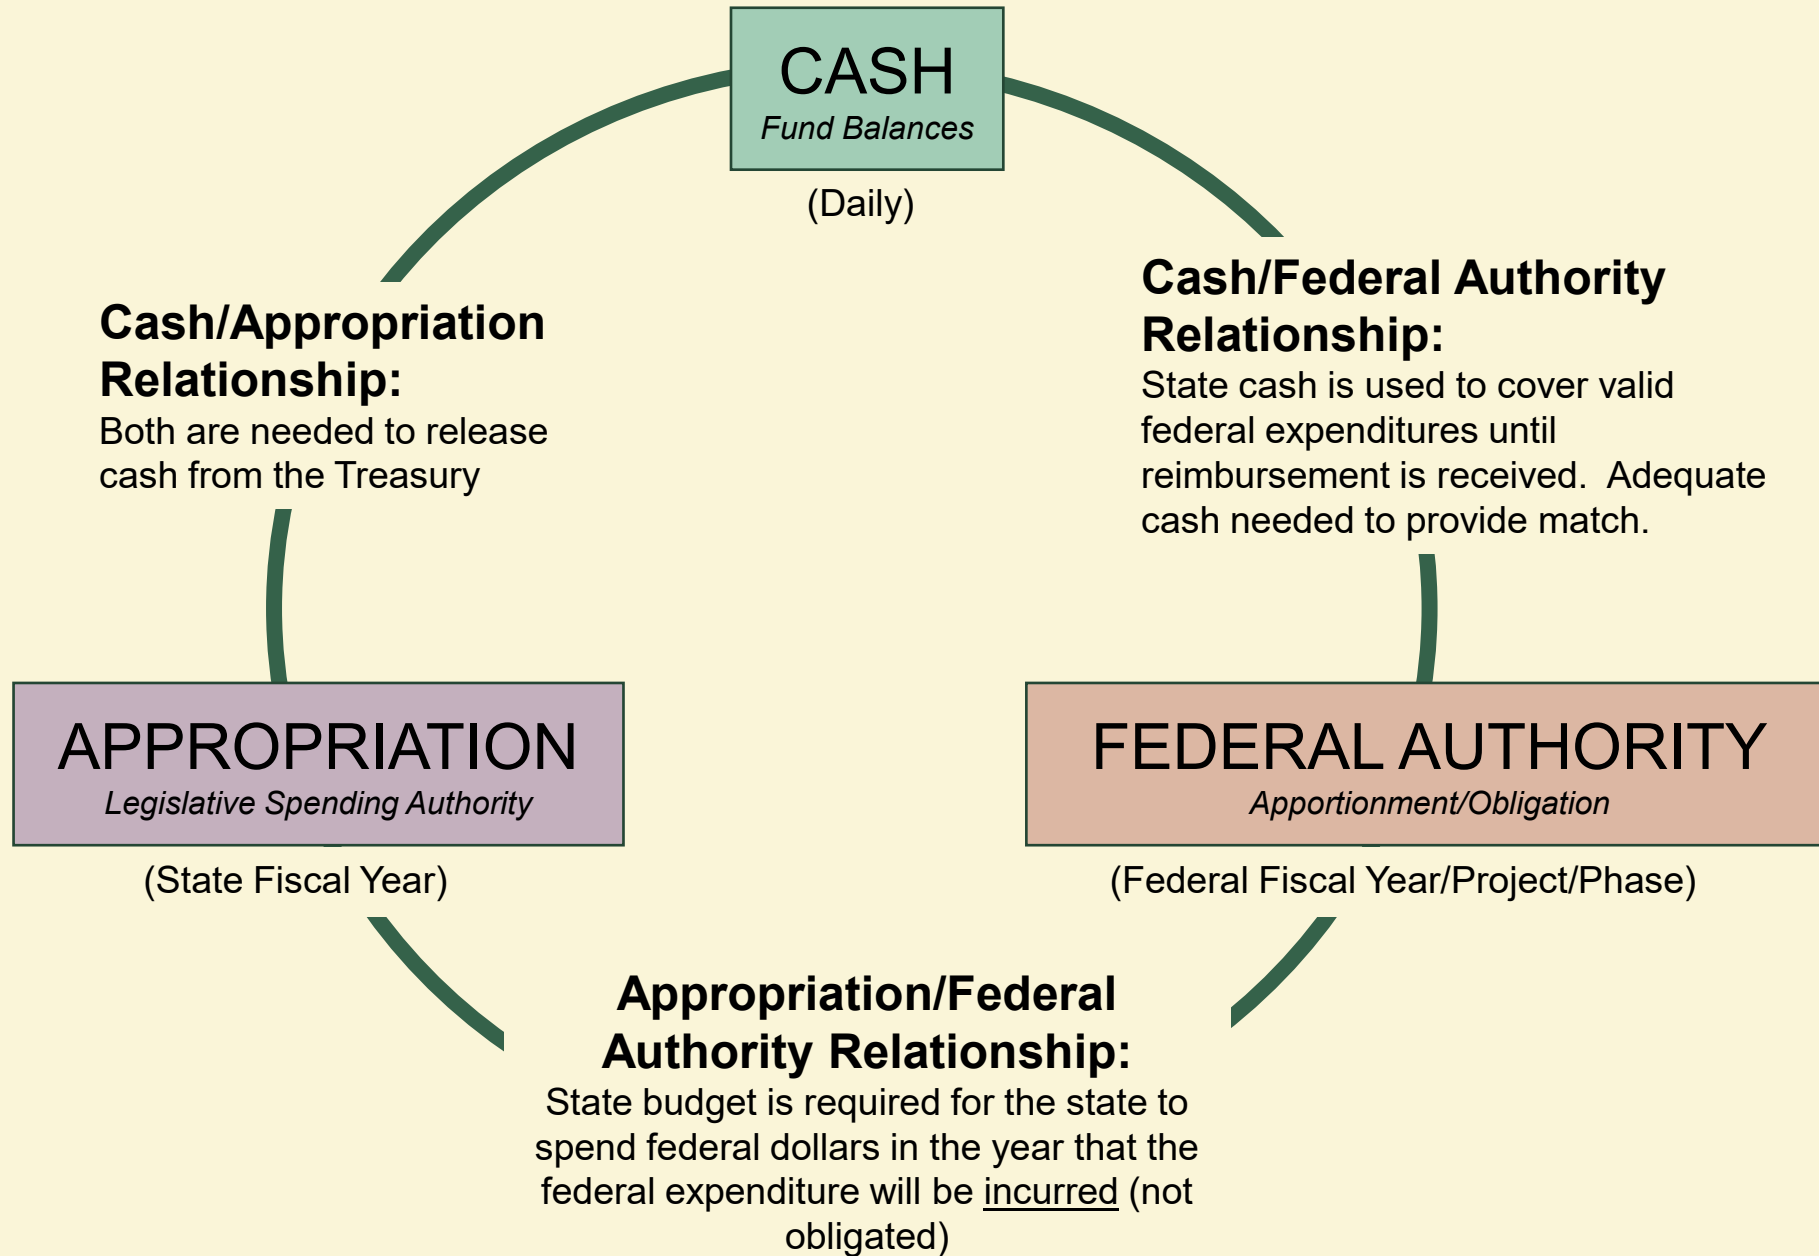 CASH
Fund Balances
(Daily)
Cash/Appropriation
Relationship:
Both are needed to release
cash from the Treasury
Cash/Federal Authority
Relationship:
State cash is used to cover valid
federal expenditures until
reimbursement is received.  Adequate
cash needed to provide match.
APPROPRIATION
Legislative Spending Authority
(State Fiscal Year)
FEDERAL AUTHORITY
Apportionment/Obligation
(Federal Fiscal Year/Project/Phase)
Appropriation/Federal
Authority Relationship:
State budget is required for the state to
spend federal dollars in the year that the
federal expenditure will be incurred (not
obligated)